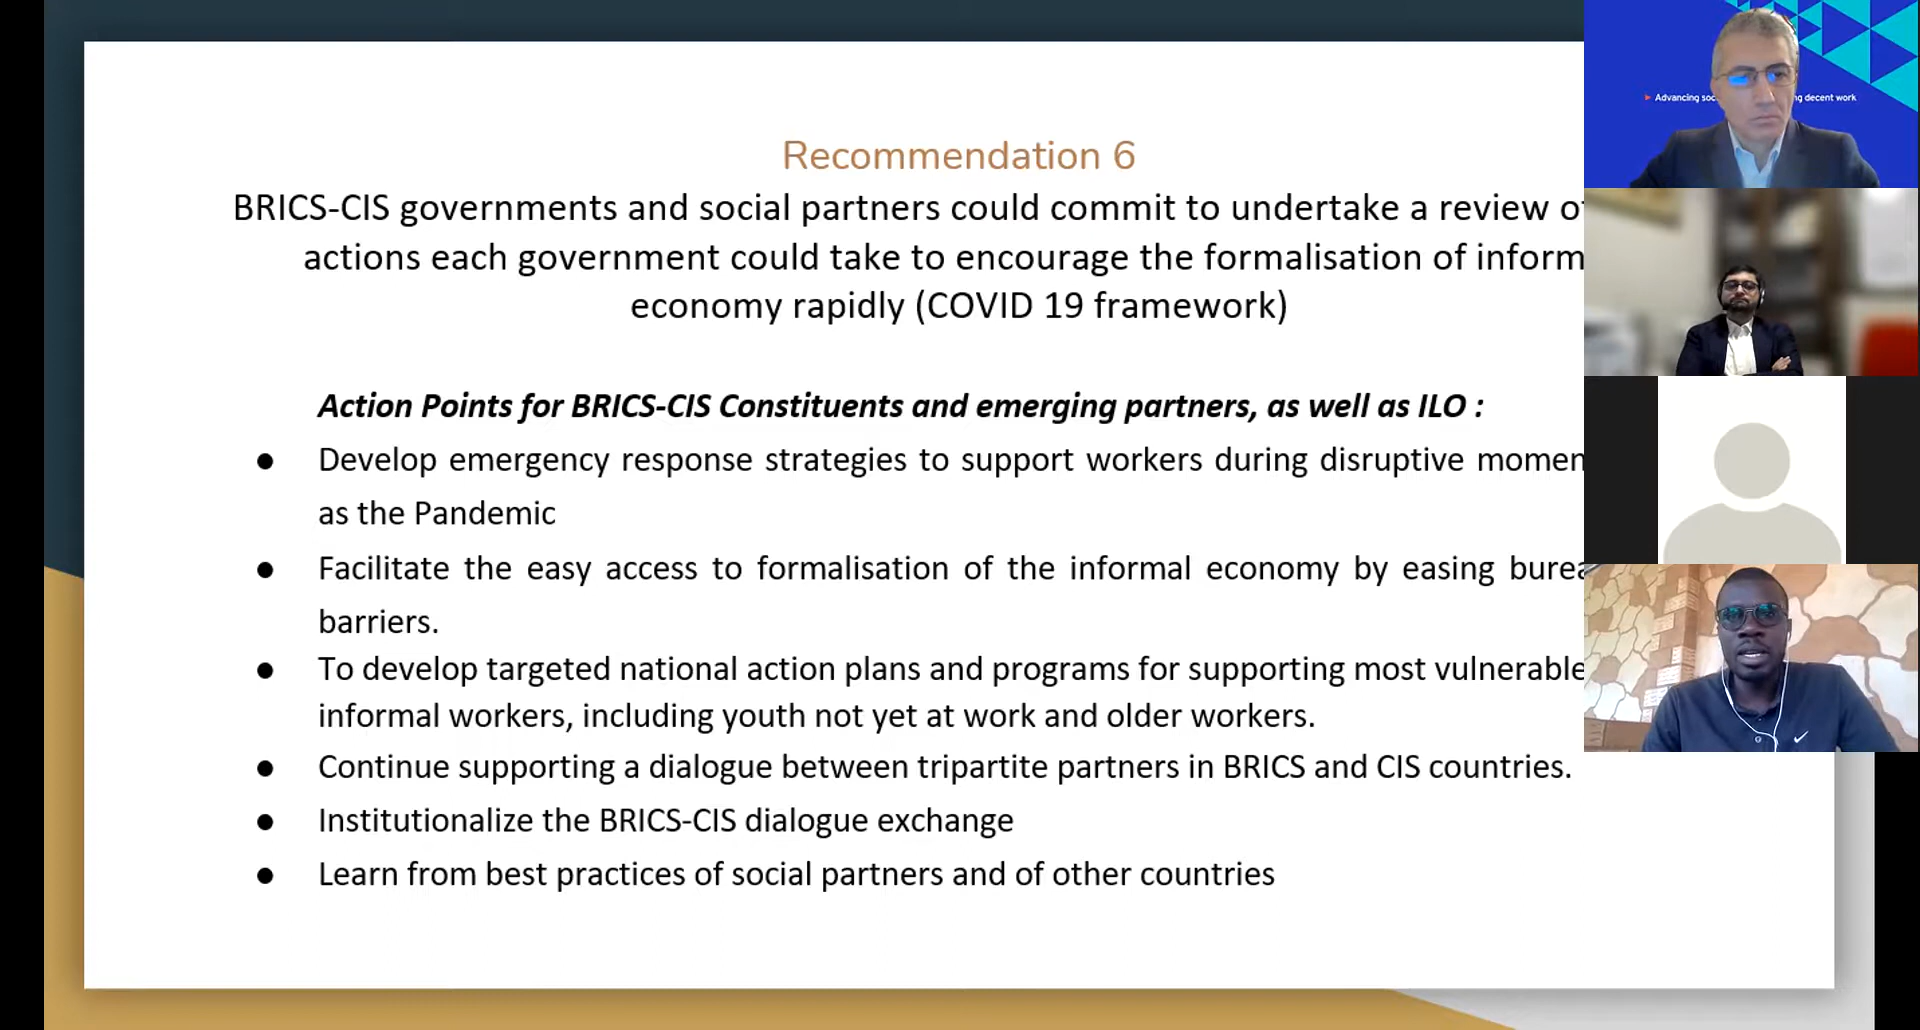 Recommendation 6
BRICS-CIS governments and social partners could commit to undertake a review
actions each government could take to encourage the formalisation of
economy rapidly (COVID 19 framework)
Action Points for BRICS-CIS Constituents and emerging partners, as well as ILO :
● Develop emergency response strategies to support workers during disruptive
as the Pandemic
● Facilitate the easy access to formalisation of the informal economy by easing
barriers.
● To develop targeted national action plans and programs for supporting most vulnerable
informal workers, including youth not yet at work and older workers.
● Continue supporting a dialogue between tripartite partners in BRICS and CIS countries.
● Institutionalize the BRICS-CIS dialogue exchange
● Learn from best practices of social partners and of other countries
Advancing decent work